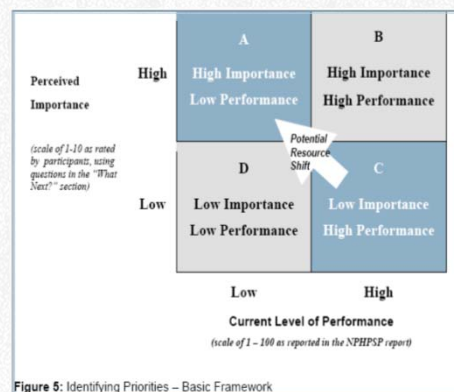 A
High Importance
Low Performance
B
High Importance
High Performance
Perceived
Importance
(scale of 1-10 as rated
by participants, using
questions in the "What
Next?" section)
High
Potential
Resource
Shift
D
Low Importance
Low Performance
C
Low Importance
High Performance
Low
Low
High
Current Level of Performance
(scale of 1 – 100 as reported in the NPHPSP report)
Figure 5: Identifying Priorities – Basic Framework